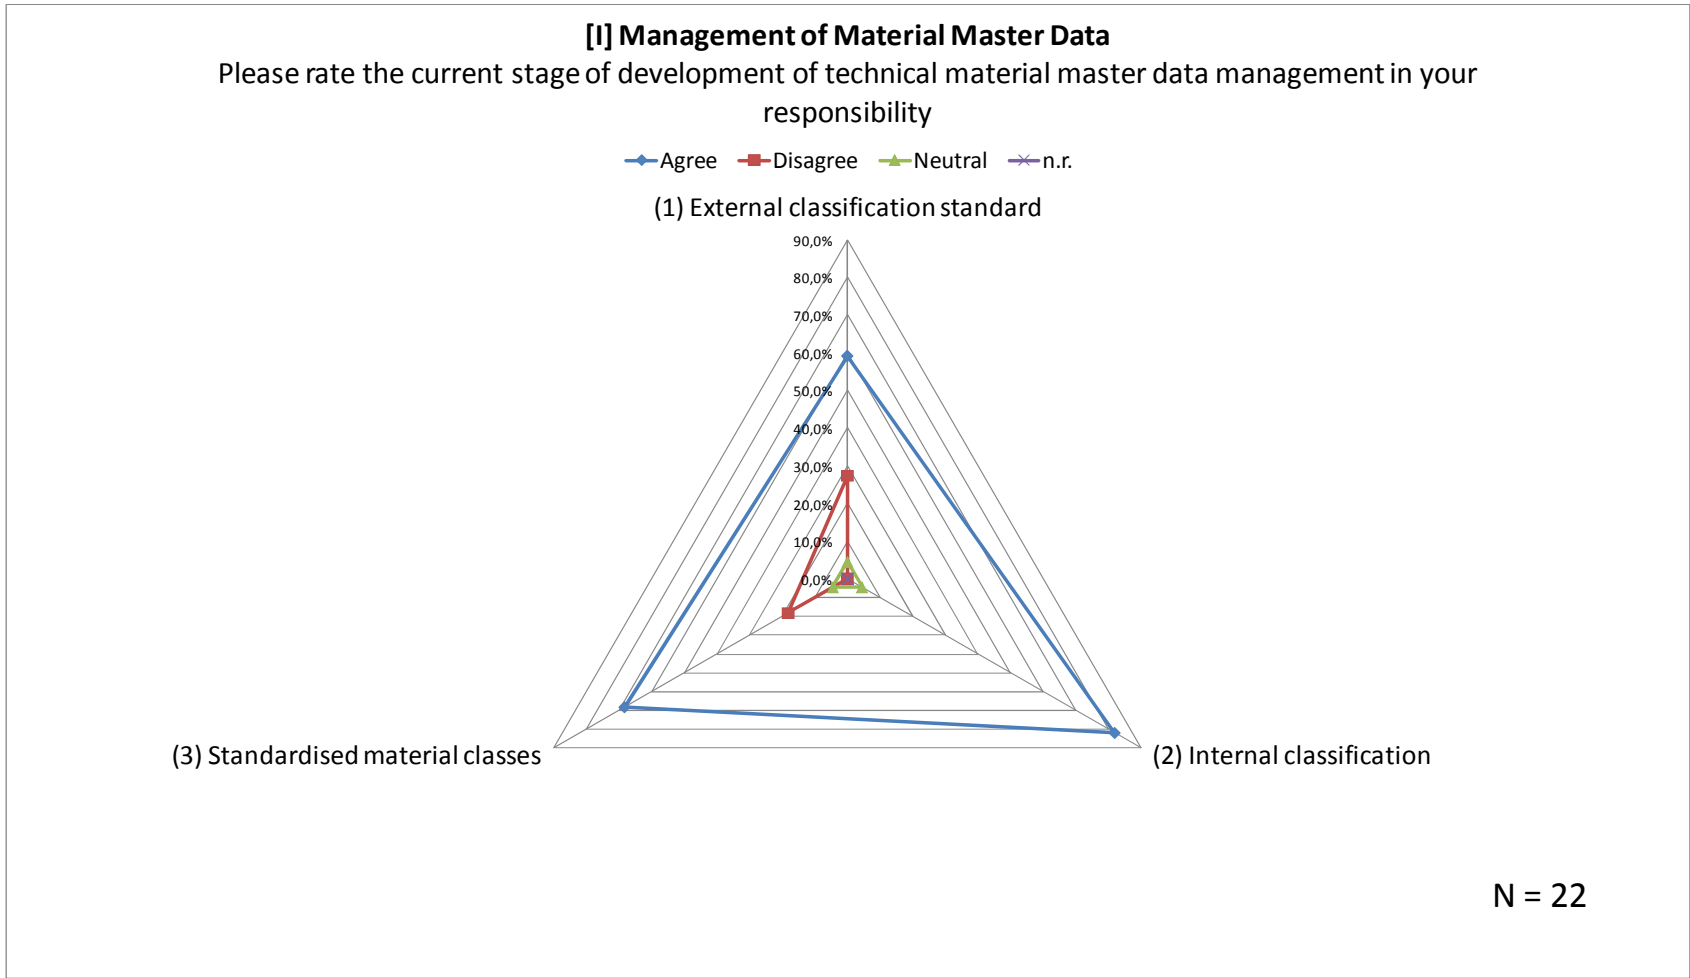 [I] Management of Material Master Data
Please rate the current stage of development of technical material master data management in your
responsibility
Agree Disagree Neutral n.r.
(1) External classification standard
90,0%
80,0%
70,0%
60,0%
50,0%
40,0%
30,0%
20,0%
10,0%
0,0%
(3) Standardised material classes
(2) Internal classification
N = 22